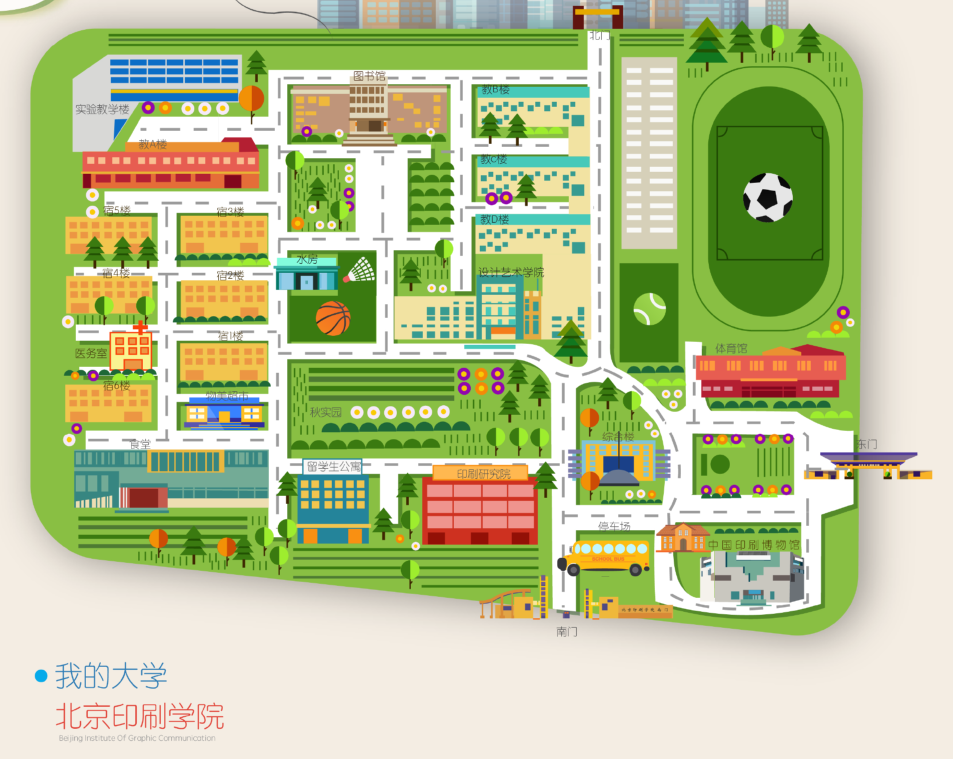 北门
图书馆
教B楼
实验教学楼
教A楼
教C楼
宿5楼
宿3楼
教D楼
水房
设计艺术学院
宿4楼
宿2楼
宿1楼
医务室
体育馆
宿6楼
物美超市
秋实园
综合楼
食堂
东门
留学生公寓
印刷研究院
停车场
中国印刷博物馆
南门
我的大学
北京印刷学院
Beijing Institute Of Graphic Communication